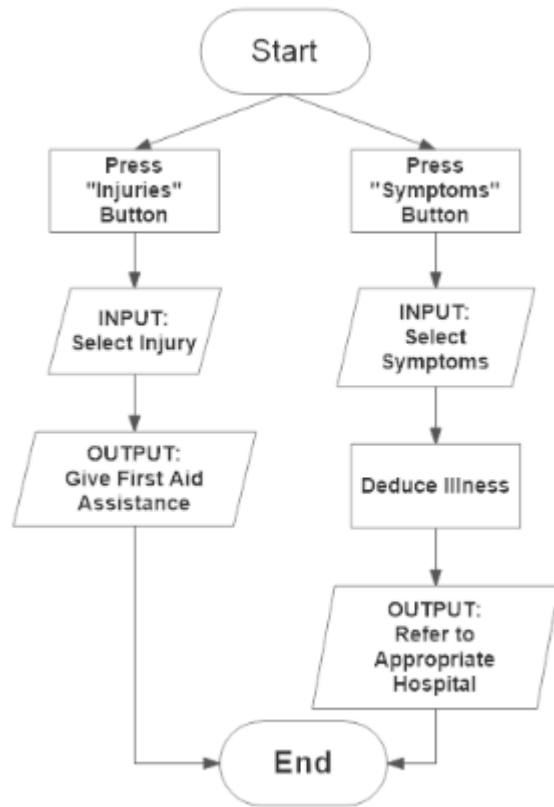 Start
Press
"Injuries"
Button
INPUT:
Select Injury
OUTPUT:
Give First Aid
Assistance
Press
"Symptoms"
Button
INPUT:
Select
Symptoms
Deduce Illness
OUTPUT:
Refer to
Appropriate
Hospital
End